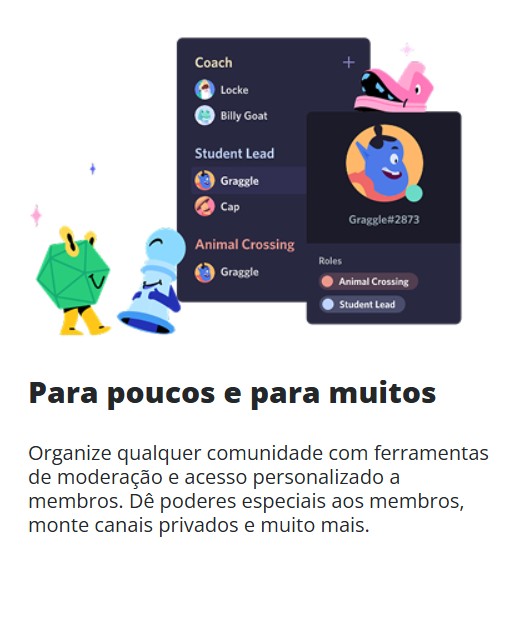 Coach
Locke
Billy Goat
Student Lead
Graggle
Cap
Animal Crossing
Graggle
Graggle#2873
Roles
Animal Crossing
Student Lead
Para poucos e para muitos
Organize qualquer comunidade com ferramentas
de moderação e acesso personalizado a
membros. Dê poderes especiais aos membros,
monte canais privados e muito mais.